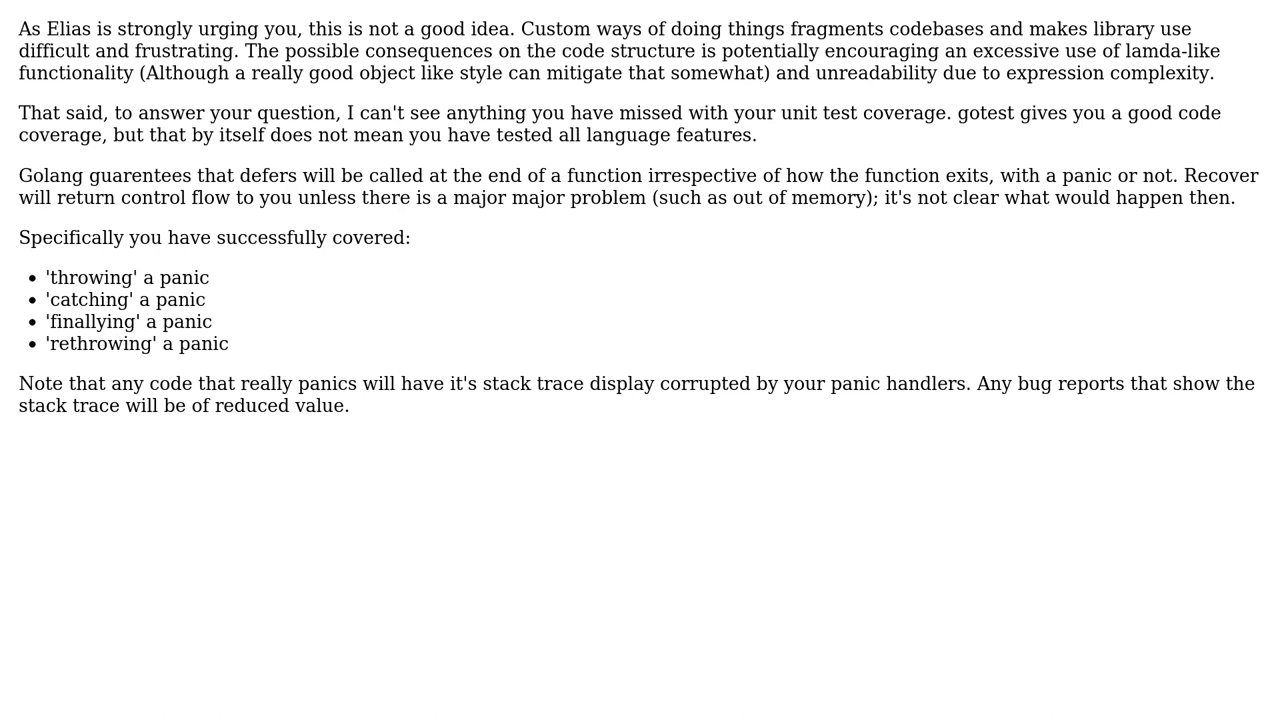 As Elias is strongly urging you, this is not a good idea. Custom ways of doing things fragments codebases and makes library use
difficult and frustrating. The possible consequences on the code structure is potentially encouraging an excessive use of lamda-like
functionality (Although a really good object like style can mitigate that somewhat) and unreadability due to expression complexity.
That said, to answer your question, I can't see anything you have missed with your unit test coverage. gotest gives you a good code
coverage, but that by itself does not mean you have tested all language features.
Golang guarentees that defers will be called at the end of a function irrespective of how the function exits, with a panic or not. Recover
will return control flow to you unless there is a major major problem (such as out of memory); it's not clear what would happen then.
Specifically you have successfully covered:
• 'throwing' a panic
• 'catching' a panic
• 'finallying' a panic
• 'rethrowing' a panic
Note that any code that really panics will have it's stack trace display corrupted by your panic handlers. Any bug reports that show the
stack trace will be of reduced value.